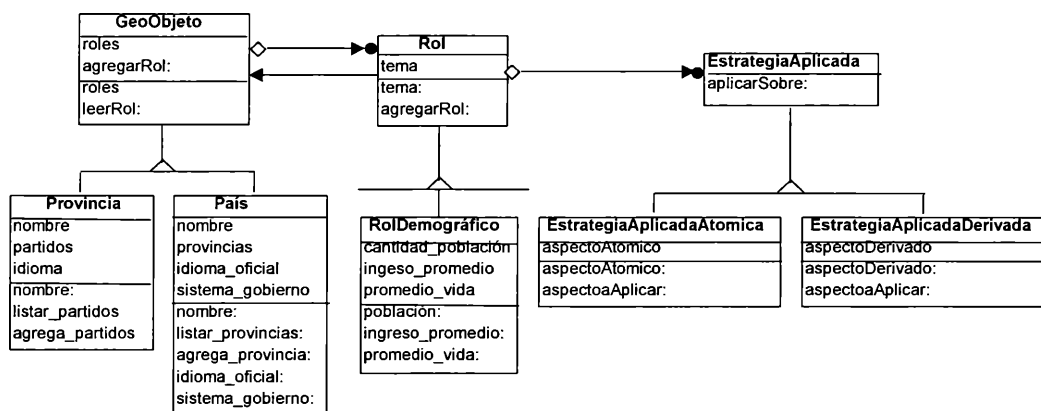 GeoObjeto
roles
agregarRol:
roles
leerRol:
Rol
tema
tema:
agregarRol:
EstrategiaAplicada
aplicarSobre:
Provincia
nombre
partidos
idioma
nombre:
listar_partidos
agrega_partidos
País
nombre
provincias
idioma_oficial
sistema_gobierno
nombre:
listar_provincias:
agrega_provincia:
idioma_oficial:
sistema_gobierno:
RolDemográfico
cantidad_población
ingeso_promedio
promedio_vida
población:
ingreso_promedio:
promedio_vida:
EstrategiaAplicadaAtomica
aspectoAtomico
aspectoAtomico:
aspectoaAplicar:
EstrategiaAplicadaDerivada
aspectoDerivado
aspectoDerivado:
aspectoaAplicar: